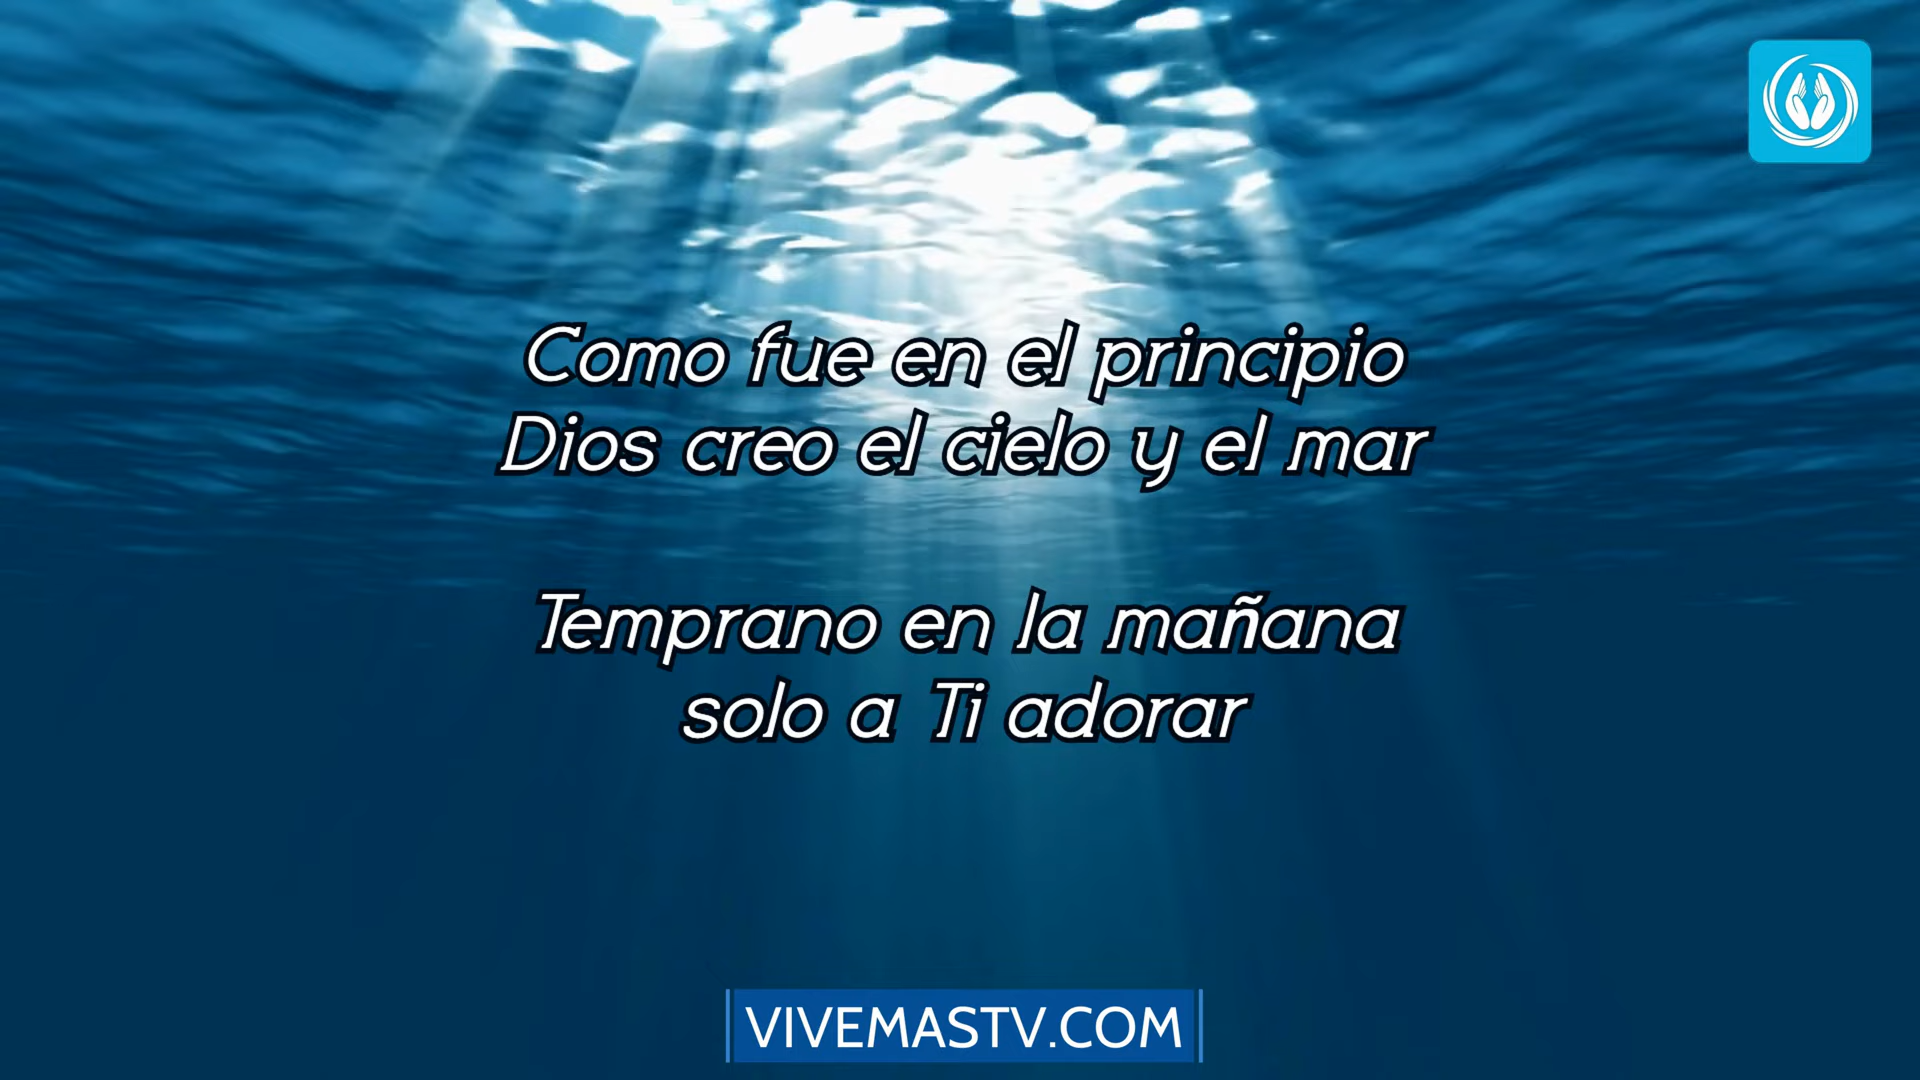 Como fue en el principio
Dios creo el cielo y el mar
Temprano en la mañana
solo a Ti adorar
VIVEMASTV.COM